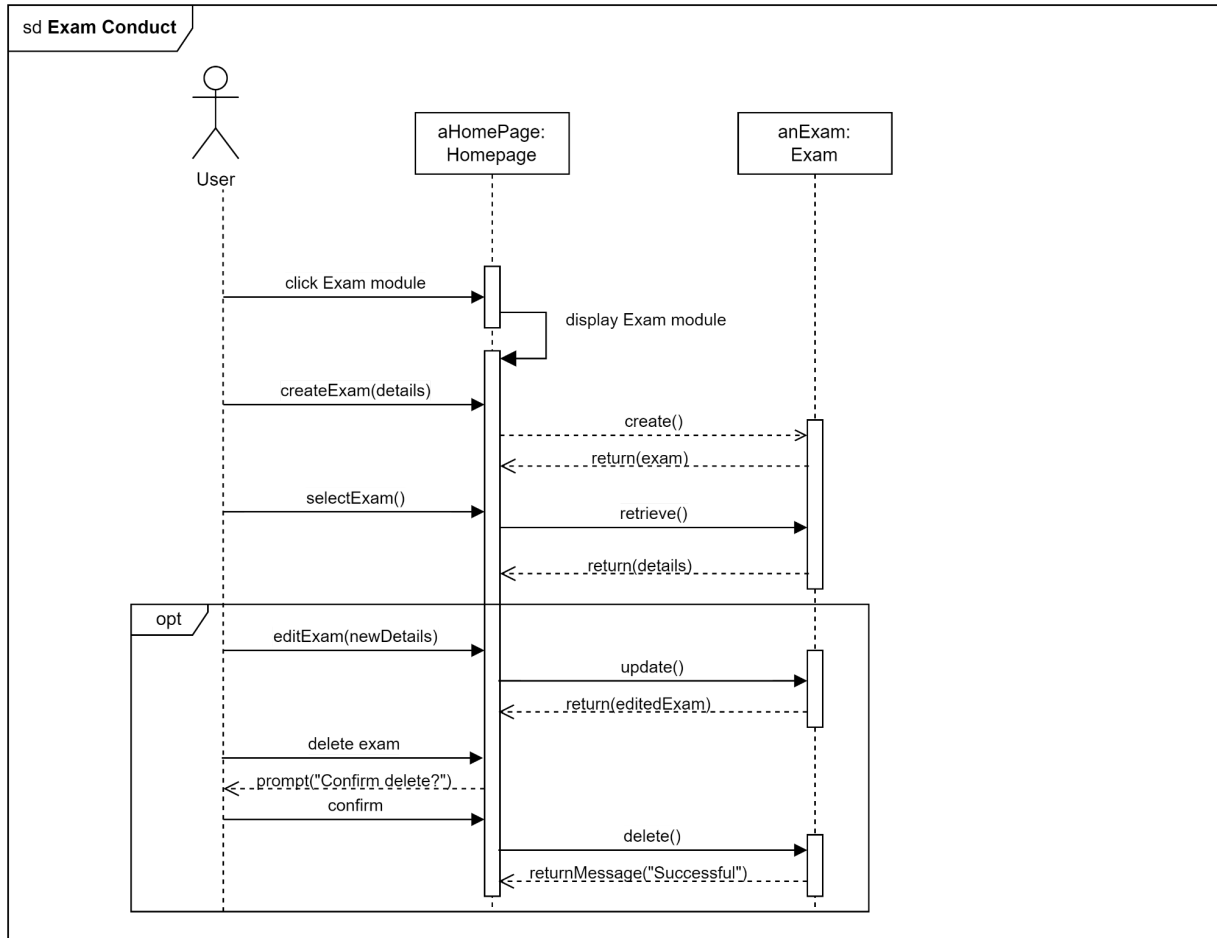 sd Exam Conduct
User
aHomePage:
Homepage
anExam:
Exam
click Exam module
display Exam module
createExam(details)
create()
return(exam)
selectExam()
retrieve()
return(details)
opt
editExam(newDetails)
update()
return(editedExam)
delete exam
prompt("Confirm delete?")
confirm
delete()
returnMessage("Successful")